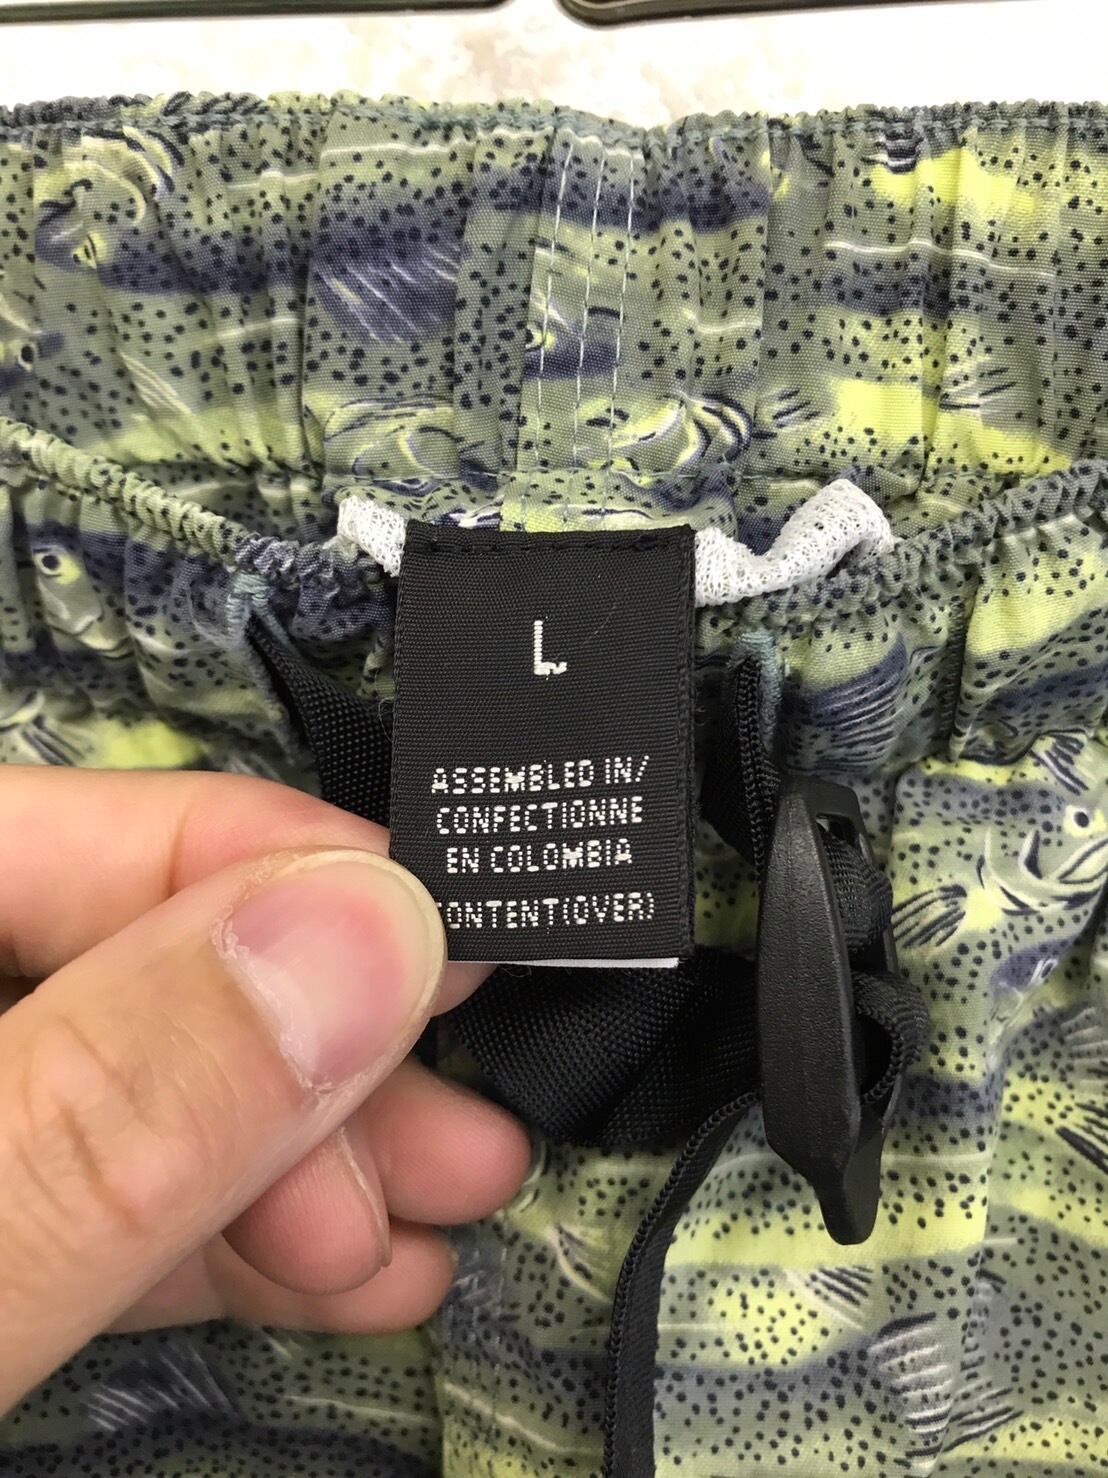 L
ASSEMBLED IN/
CONFECTIONNE
EN COLOMBIA
CONTENT(OVER)